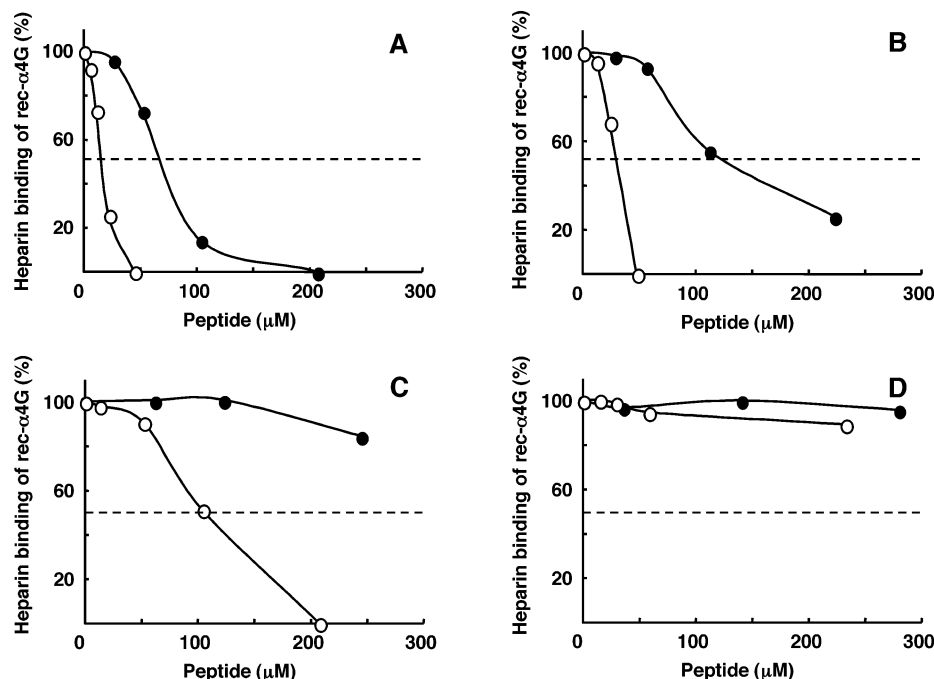 A
Heparin binding of rec-α4G (%)
100
60
20
0 100 200 300
Peptide (μM)
B
Heparin binding of rec-α4G (%)
100
60
20
0 100 200 300
Peptide (μM)
C
Heparin binding of rec-α4G (%)
100
60
20
0 100 200 300
Peptide (μM)
D
Heparin binding of rec-α4G (%)
100
60
20
0 100 200 300
Peptide (μM)